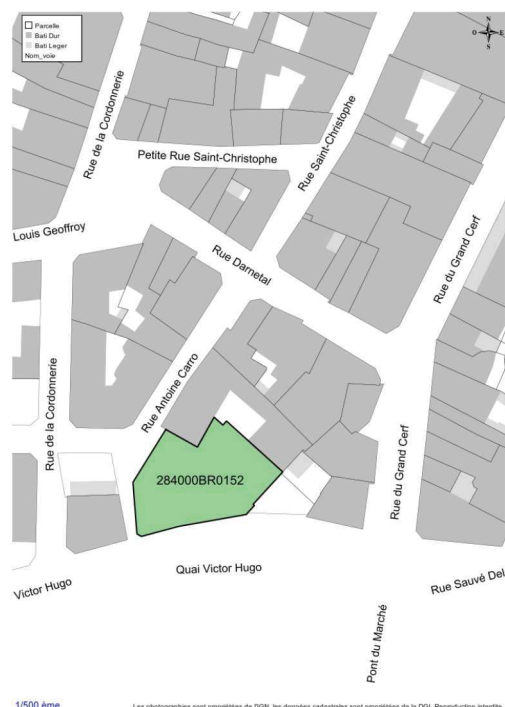 Parcelle
Bati Dur
Bati Leger
Nom_voie
N
O
E
S
Rue de la Cordonnerie
Petite Rue Saint-Christophe
Rue Saint-Christophe
Louis Geoffroy
Rue Darnetal
Rue du Grand Cerf
Rue Antoine Carro
Rue de la Cordonnerie
284000BR0152
Rue du Grand Cerf
Quai Victor Hugo
Victor Hugo
Rue Sauvé Del
Pont du Marché
1/500 ème
Les photographies sont propriétées de l'IGN, les données cadastrales sont propriétées de la DGI. Reproduction interdite